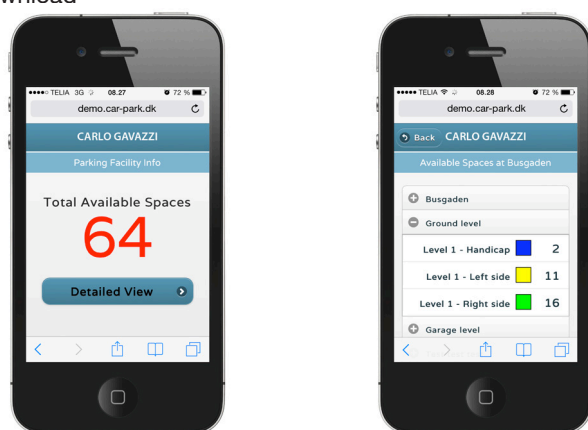 wnload
TELIA 3G 08.27 72 %
demo.car-park.dk
CARLO GAVAZZI
Parking Facility Info
Total Available Spaces
64
Detailed View
TELIA 08.28 72 %
demo.car-park.dk
Back CARLO GAVAZZI
Available Spaces at Busgaden
Busgaden
Ground level
Level 1 - Handicap 2
Level 1 - Left side 11
Level 1 - Right side 16
Garage level